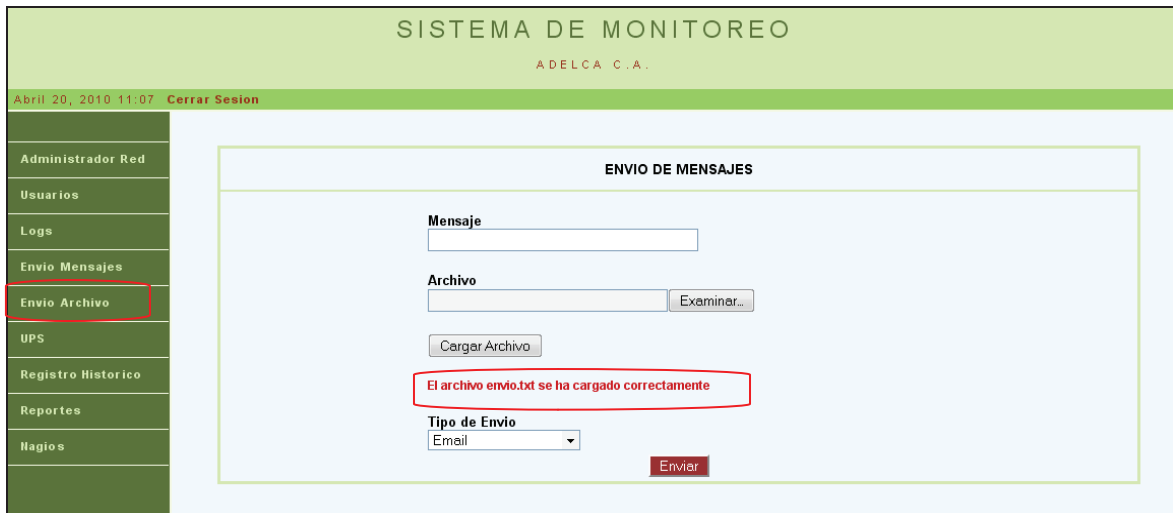 SISTEMA DE MONITOREO
ADELCA C.A.
Abril 20, 2010 11:07 Cerrar Sesion
Administrador Red
Usuarios
Logs
Envio Mensajes
Envio Archivo
UPS
Registro Historico
Reportes
Nagios
ENVIO DE MENSAJES
Mensaje
Archivo
Examinar...
Cargar Archivo
El archivo envio.txt se ha cargado correctamente
Tipo de Envio
Email
Enviar